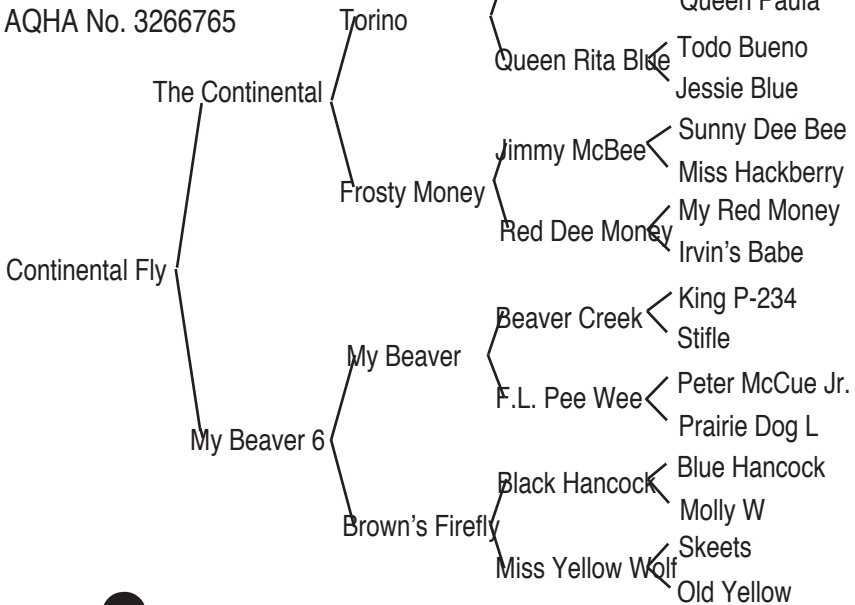 Queen Paula
AQHA No. 3266765
Torino
Queen Rita Blue
Todo Bueno
Jessie Blue
The Continental
Jimmy McBee
Sunny Dee Bee
Miss Hackberry
Frosty Money
Red Dee Money
My Red Money
Irvin's Babe
Continental Fly
Beaver Creek
King P-234
Stifle
My Beaver
F.L. Pee Wee
Peter McCue Jr.
Prairie Dog L
My Beaver 6
Black Hancock
Blue Hancock
Molly W
Brown's Firefly
Miss Yellow Wolf
Skeets
Old Yellow